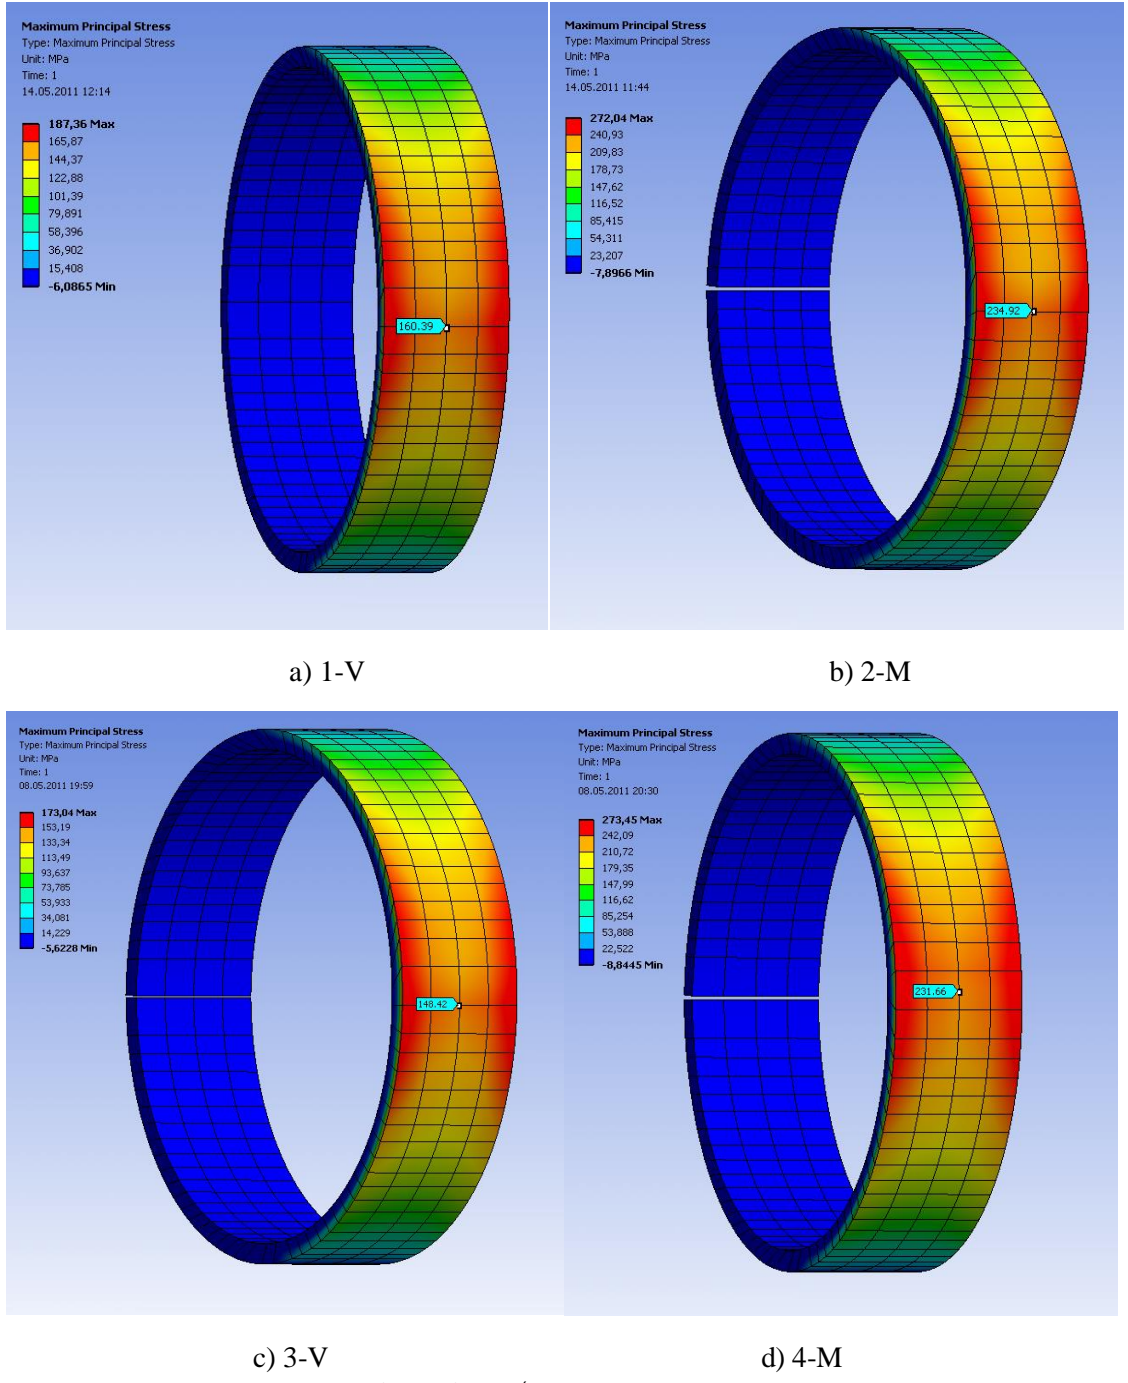 Maximum Principal Stress
Type: Maximum Principal Stress
Unit: MPa
Time: 1
14.05.2011 12:14
187,36 Max
165,87
144,37
122,88
101,39
79,891
58,396
36,902
15,408
-6,0865 Min
160.39
Maximum Principal Stress
Type: Maximum Principal Stress
Unit: MPa
Time: 1
14.05.2011 11:44
272,04 Max
240,93
209,83
178,73
147,62
116,52
85,415
54,311
23,207
-7,8966 Min
234.92
a) 1-V
b) 2-M
Maximum Principal Stress
Type: Maximum Principal Stress
Unit: MPa
Time: 1
08.05.2011 19:59
173,04 Max
153,19
133,34
113,49
93,637
73,785
53,933
34,081
14,229
-5,6228 Min
148.42
Maximum Principal Stress
Type: Maximum Principal Stress
Unit: MPa
Time: 1
08.05.2011 20:30
273,45 Max
242,09
210,72
179,35
147,99
116,62
85,254
53,888
22,522
-8,8445 Min
231.66
c) 3-V
d) 4-M